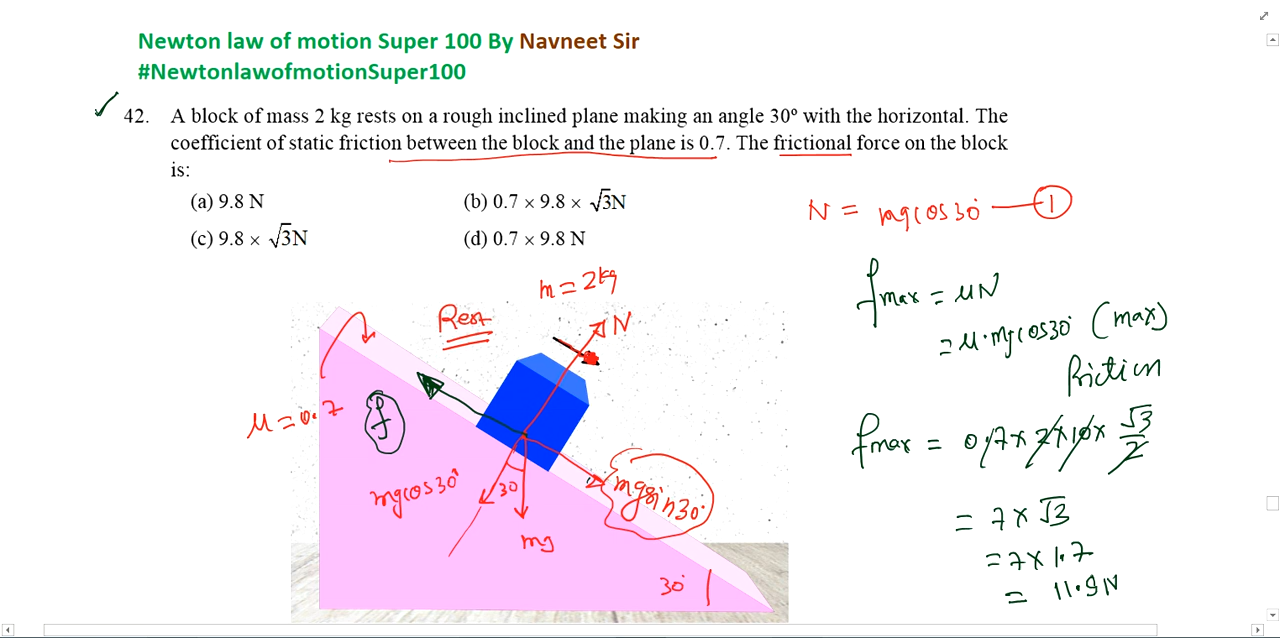 Newton law of motion Super 100 By Navneet Sir
#NewtonlawofmotionSuper100
42. A block of mass 2 kg rests on a rough inclined plane making an angle 30º with the horizontal. The
coefficient of static friction between the block and the plane is 0.7. The frictional force on the block
is:
(a) 9.8 N
(b) 0.7 × 9.8 × √3N
(c) 9.8 × √3N
(d) 0.7 × 9.8 N
N = mgcos30° ①
fmax = μN
= μ.mgcos30° (max)
friction
fmax = 0.7×2×10× √3/2
= 7×√3
= 7×1.7
= 11.9N
m = 2kg
Rest
N
μ = 0.7
f
mgcos30°
30
mgsin30°
mg
30°